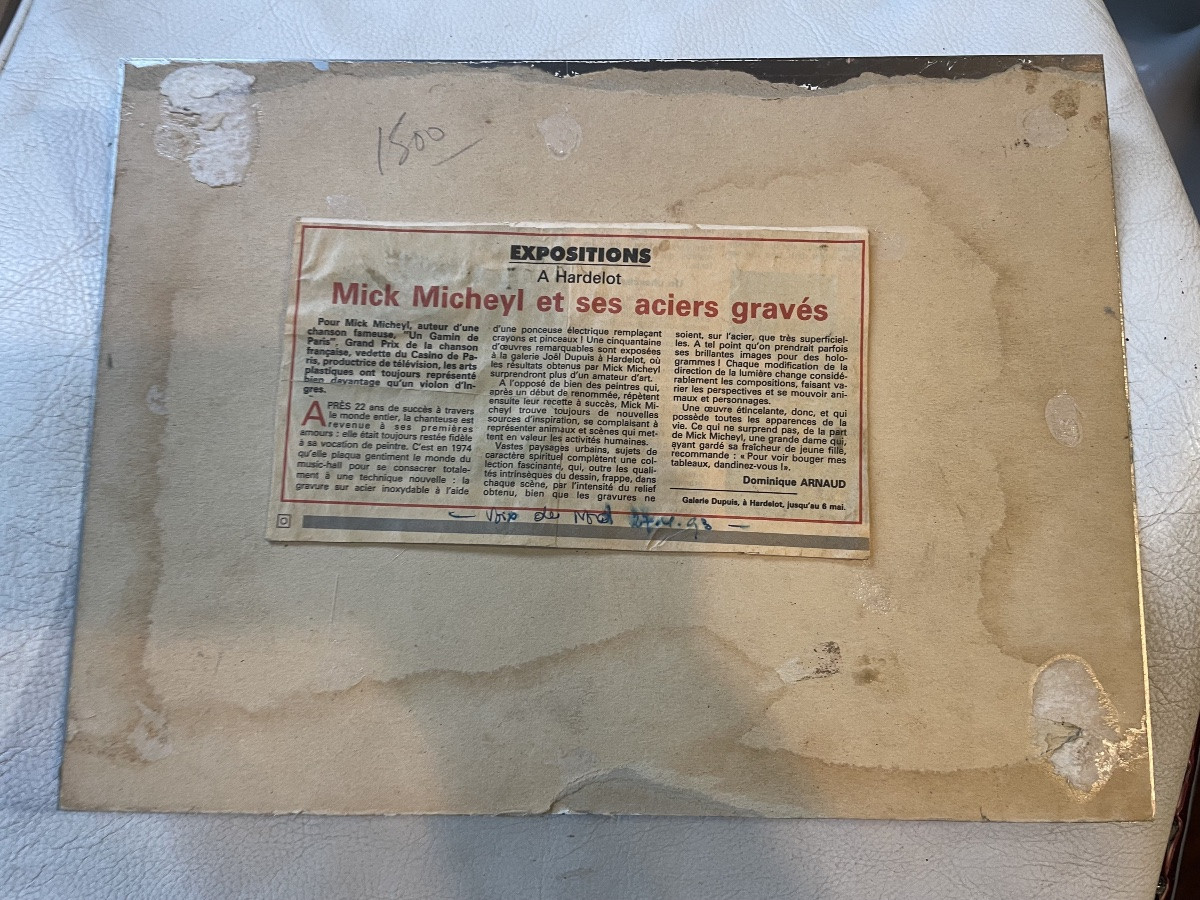 1500
EXPOSITIONS
A Hardelot
Mick Micheyl et ses aciers gravés
Pour Mick Micheyl, auteur d'une
chanson fameuse, "Un Gamin de
Paris", Grand Prix de la chanson
française, vedette du Casino de Pa-
ris, productrice de télévision, les arts
plastiques ont toujours représenté
bien davantage qu'un violon d'In-
gres.
APRÈS 22 ans de succès à travers
le monde entier, la chanteuse est
revenue à ses premières
amours : elle était toujours restée fidèle
à sa vocation de peintre. C'est en 1974
qu'elle plaqua gentiment le monde du
music-hall pour se consacrer totale-
ment à une technique nouvelle : la
gravure sur acier inoxydable à l'aide
d'une ponceuse électrique remplaçant
crayons et pinceaux ! Une cinquantaine
d'œuvres remarquables sont exposées
à la galerie Joël Dupuis à Hardelot, où
les résultats obtenus par Mick Micheyl
surprendront plus d'un amateur d'art.
A l'opposé de bien des peintres qui,
après un début de renommée, répètent
ensuite leur recette à succès, Mick Mi-
cheyl trouve toujours de nouvelles
sources d'inspiration, se complaisant à
représenter animaux et scènes qui met-
tent en valeur les activités humaines.
Vastes paysages urbains, sujets de
caractère spirituel complètent une col-
lection fascinante, qui, outre les quali-
tés intrinsèques du dessin, frappe, dans
chaque scène, par l'intensité du relief
obtenu, bien que les gravures ne
soient, sur l'acier, que très superficiel-
les. A tel point qu'on prendrait parfois
ses brillantes images pour des holo-
grammes ! Chaque modification de la
direction de la lumière change considé-
rablement les compositions, faisant va-
rier les perspectives et se mouvoir ani-
maux et personnages.
Une œuvre étincelante, donc, et qui
possède toutes les apparences de la
vie. Ce qui ne surprend pas, de la part
de Mick Micheyl, une grande dame qui,
ayant gardé sa fraîcheur de jeune fille,
recommande : « Pour voir bouger mes
tableaux, dandinez-vous !».
Dominique ARNAUD
Galerie Dupuis, à Hardelot, jusqu'au 6 mai.
— Voix du Nord 27.4.93 —